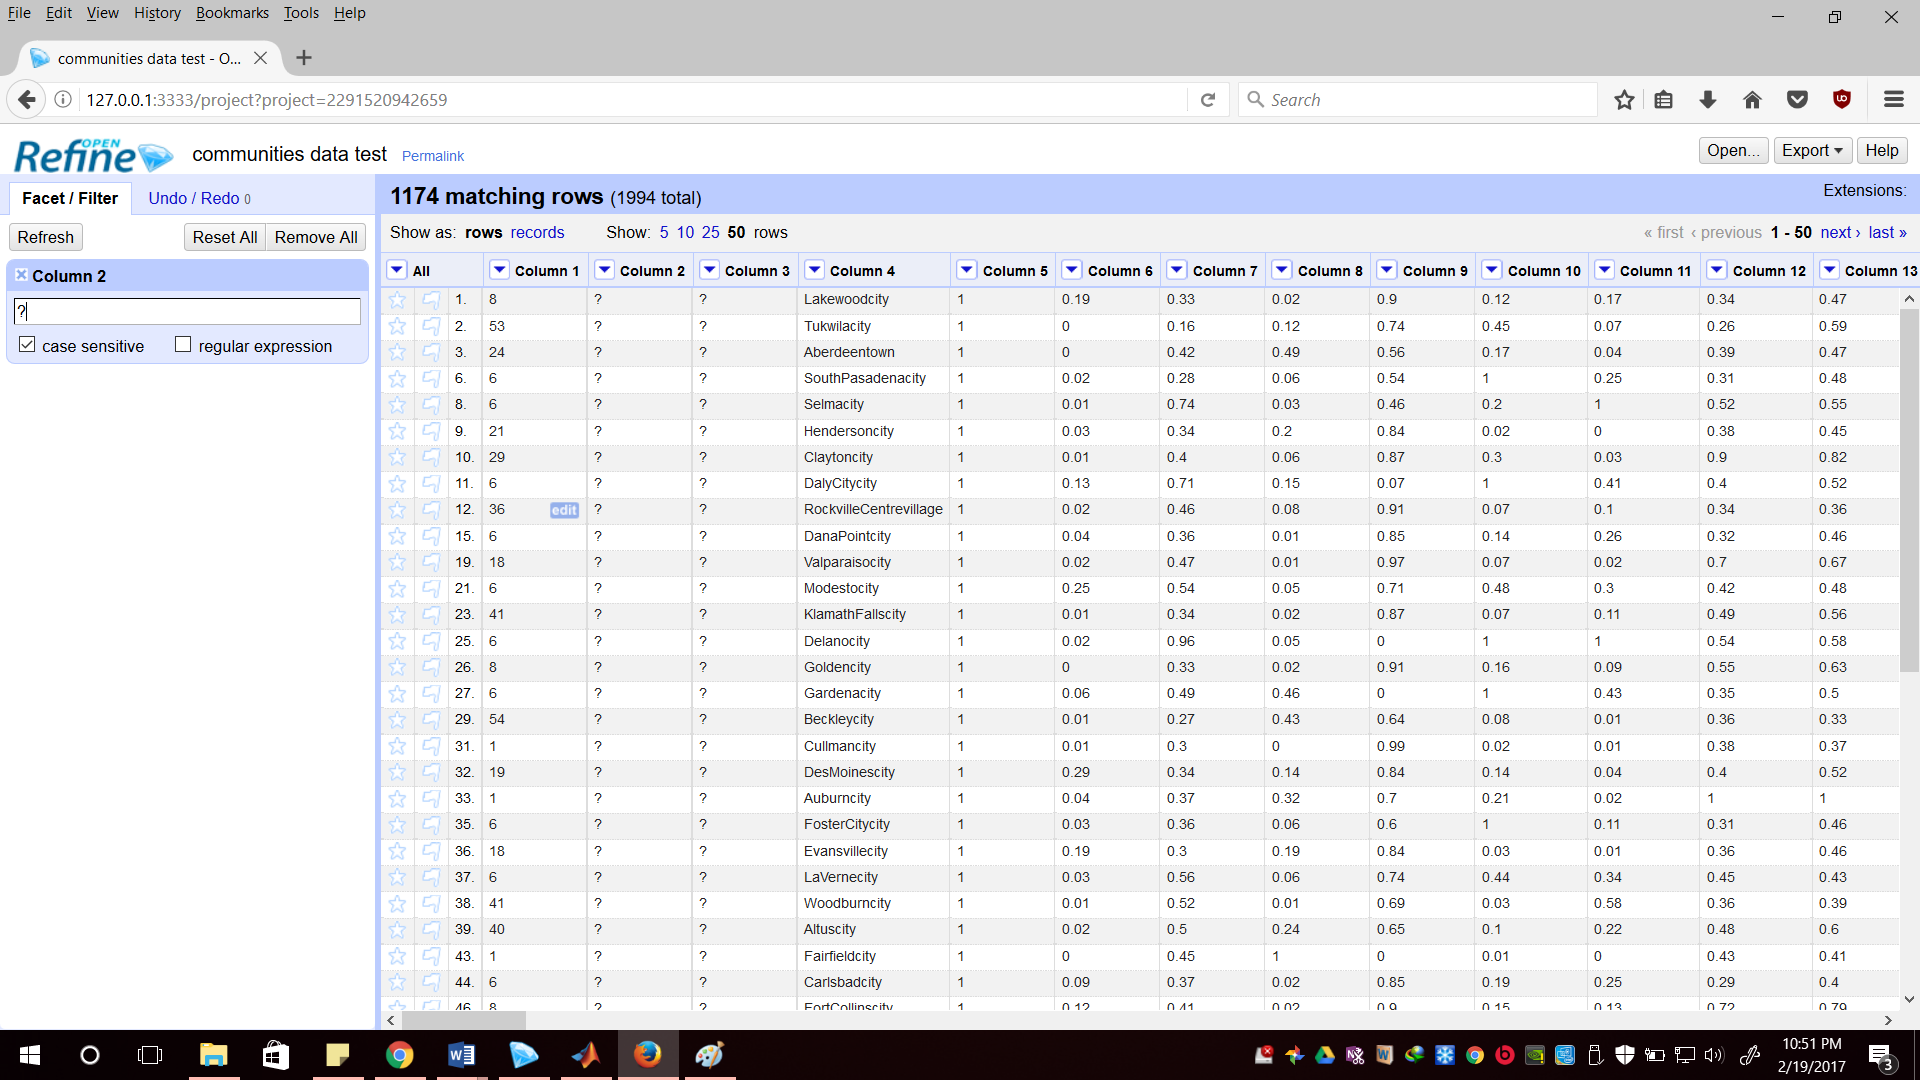 File Edit View History Bookmarks Tools Help
communities data test - O...
127.0.0.1:3333/project?project=2291520942659
Search
OPEN
Refine communities data test Permalink
Open... Export Help
Facet / Filter Undo / Redo 0
Refresh Reset All Remove All
Column 2
?
case sensitive regular expression
1174 matching rows (1994 total)
Extensions:
Show as: rows records Show: 5 10 25 50 rows
« first ‹ previous 1 - 50 next › last »
All Column 1 Column 2 Column 3 Column 4 Column 5 Column 6 Column 7 Column 8 Column 9 Column 10 Column 11 Column 12 Column 13
1. 8 ? ? Lakewoodcity 1 0.19 0.33 0.02 0.9 0.12 0.17 0.34 0.47
2. 53 ? ? Tukwilacity 1 0 0.16 0.12 0.74 0.45 0.07 0.26 0.59
3. 24 ? ? Aberdeentown 1 0 0.42 0.49 0.56 0.17 0.04 0.39 0.47
6. 6 ? ? SouthPasadenacity 1 0.02 0.28 0.06 0.54 1 0.25 0.31 0.48
8. 6 ? ? Selmacity 1 0.01 0.74 0.03 0.46 0.2 1 0.52 0.55
9. 21 ? ? Hendersoncity 1 0.03 0.34 0.2 0.84 0.02 0 0.38 0.45
10. 29 ? ? Claytoncity 1 0.01 0.4 0.06 0.87 0.3 0.03 0.9 0.82
11. 6 ? ? DalyCitycity 1 0.13 0.71 0.15 0.07 1 0.41 0.4 0.52
12. 36 edit ? ? RockvilleCentrevillage 1 0.02 0.46 0.08 0.91 0.07 0.1 0.34 0.36
15. 6 ? ? DanaPointcity 1 0.04 0.36 0.01 0.85 0.14 0.26 0.32 0.46
19. 18 ? ? Valparaisocity 1 0.02 0.47 0.01 0.97 0.07 0.02 0.7 0.67
21. 6 ? ? Modestocity 1 0.25 0.54 0.05 0.71 0.48 0.3 0.42 0.48
23. 41 ? ? KlamathFallscity 1 0.01 0.34 0.02 0.87 0.07 0.11 0.49 0.56
25. 6 ? ? Delanocity 1 0.02 0.96 0.05 0 1 1 0.54 0.58
26. 8 ? ? Goldencity 1 0 0.33 0.02 0.91 0.16 0.09 0.55 0.63
27. 6 ? ? Gardenacity 1 0.06 0.49 0.46 0 1 0.43 0.35 0.5
29. 54 ? ? Beckleycity 1 0.01 0.27 0.43 0.64 0.08 0.01 0.36 0.33
31. 1 ? ? Cullmancity 1 0.01 0.3 0 0.99 0.02 0.01 0.38 0.37
32. 19 ? ? DesMoinescity 1 0.29 0.34 0.14 0.84 0.14 0.04 0.4 0.52
33. 1 ? ? Auburncity 1 0.04 0.37 0.32 0.7 0.21 0.02 1 1
35. 6 ? ? FosterCitycity 1 0.03 0.36 0.06 0.6 1 0.11 0.31 0.46
36. 18 ? ? Evansvillecity 1 0.19 0.3 0.19 0.84 0.03 0.01 0.36 0.46
37. 6 ? ? LaVernecity 1 0.03 0.56 0.06 0.74 0.44 0.34 0.45 0.43
38. 41 ? ? Woodburncity 1 0.01 0.52 0.01 0.69 0.03 0.58 0.36 0.39
39. 40 ? ? Altuscity 1 0.02 0.5 0.24 0.65 0.1 0.22 0.48 0.6
43. 1 ? ? Fairfieldcity 1 0 0.45 1 0 0.01 0 0.43 0.41
44. 6 ? ? Carlsbadcity 1 0.09 0.37 0.02 0.85 0.19 0.25 0.29 0.4
46. 8 ? ? FortCollinscity 1 0.12 0.41 0.02 0.9 0.15 0.13 0.72 0.79
10:51 PM
2/19/2017
3